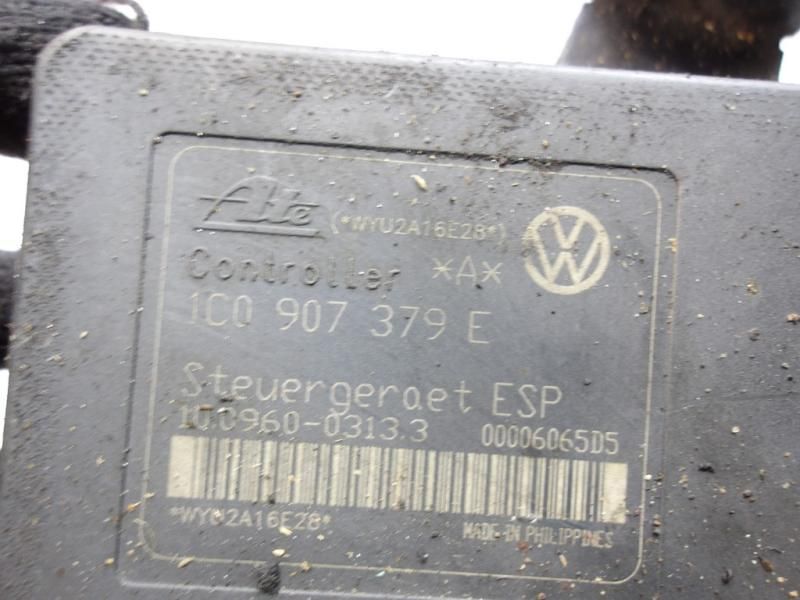 Ate (*WYU2A16E28*)
Controller *A*
1C0 907 379 E
Steuergeraet ESP
10.0960-0313.3 00006065D5
*WYU2A16E28* MADE-IN PHILIPPINES